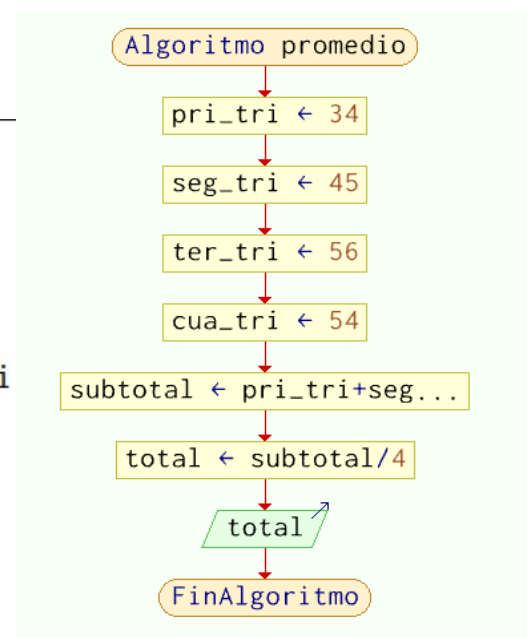 Algoritmo promedio
pri_tri ← 34
seg_tri ← 45
ter_tri ← 56
cua_tri ← 54
i
subtotal ← pri_tri+seg...
total ← subtotal/4
total
FinAlgoritmo